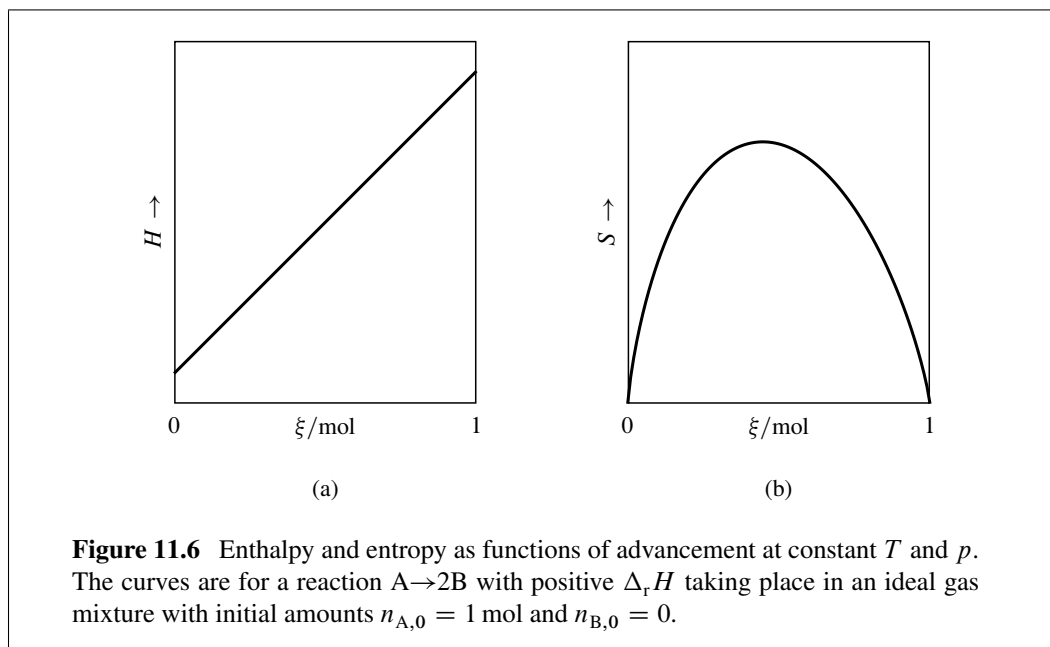 H →
S →
0
ξ/mol
1
0
ξ/mol
1
(a)
(b)
Figure 11.6 Enthalpy and entropy as functions of advancement at constant T and p.
The curves are for a reaction A→2B with positive ΔrH taking place in an ideal gas
mixture with initial amounts nA,0 = 1 mol and nB,0 = 0.